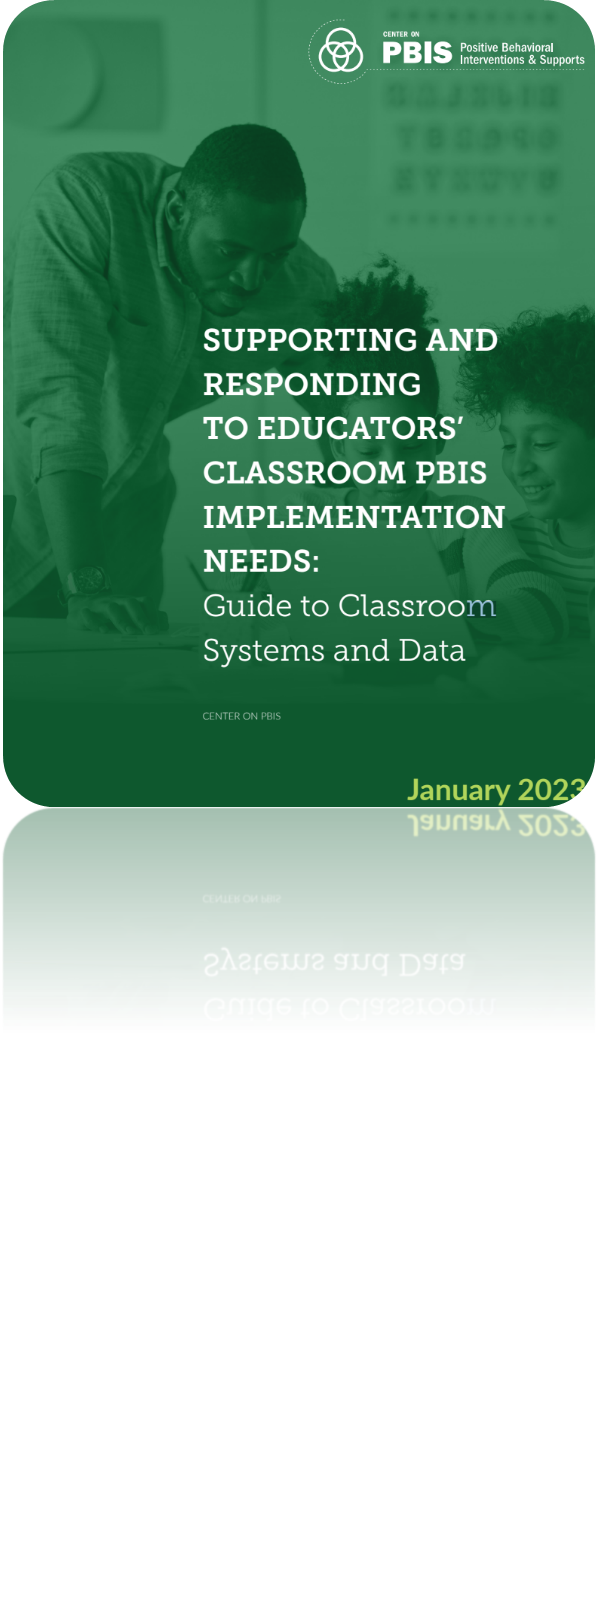 CENTER ON
PBIS Positive Behavioral
Interventions & Supports
SUPPORTING AND
RESPONDING
TO EDUCATORS’
CLASSROOM PBIS
IMPLEMENTATION
NEEDS:
Guide to Classroom
Systems and Data
CENTER ON PBIS
January 2023